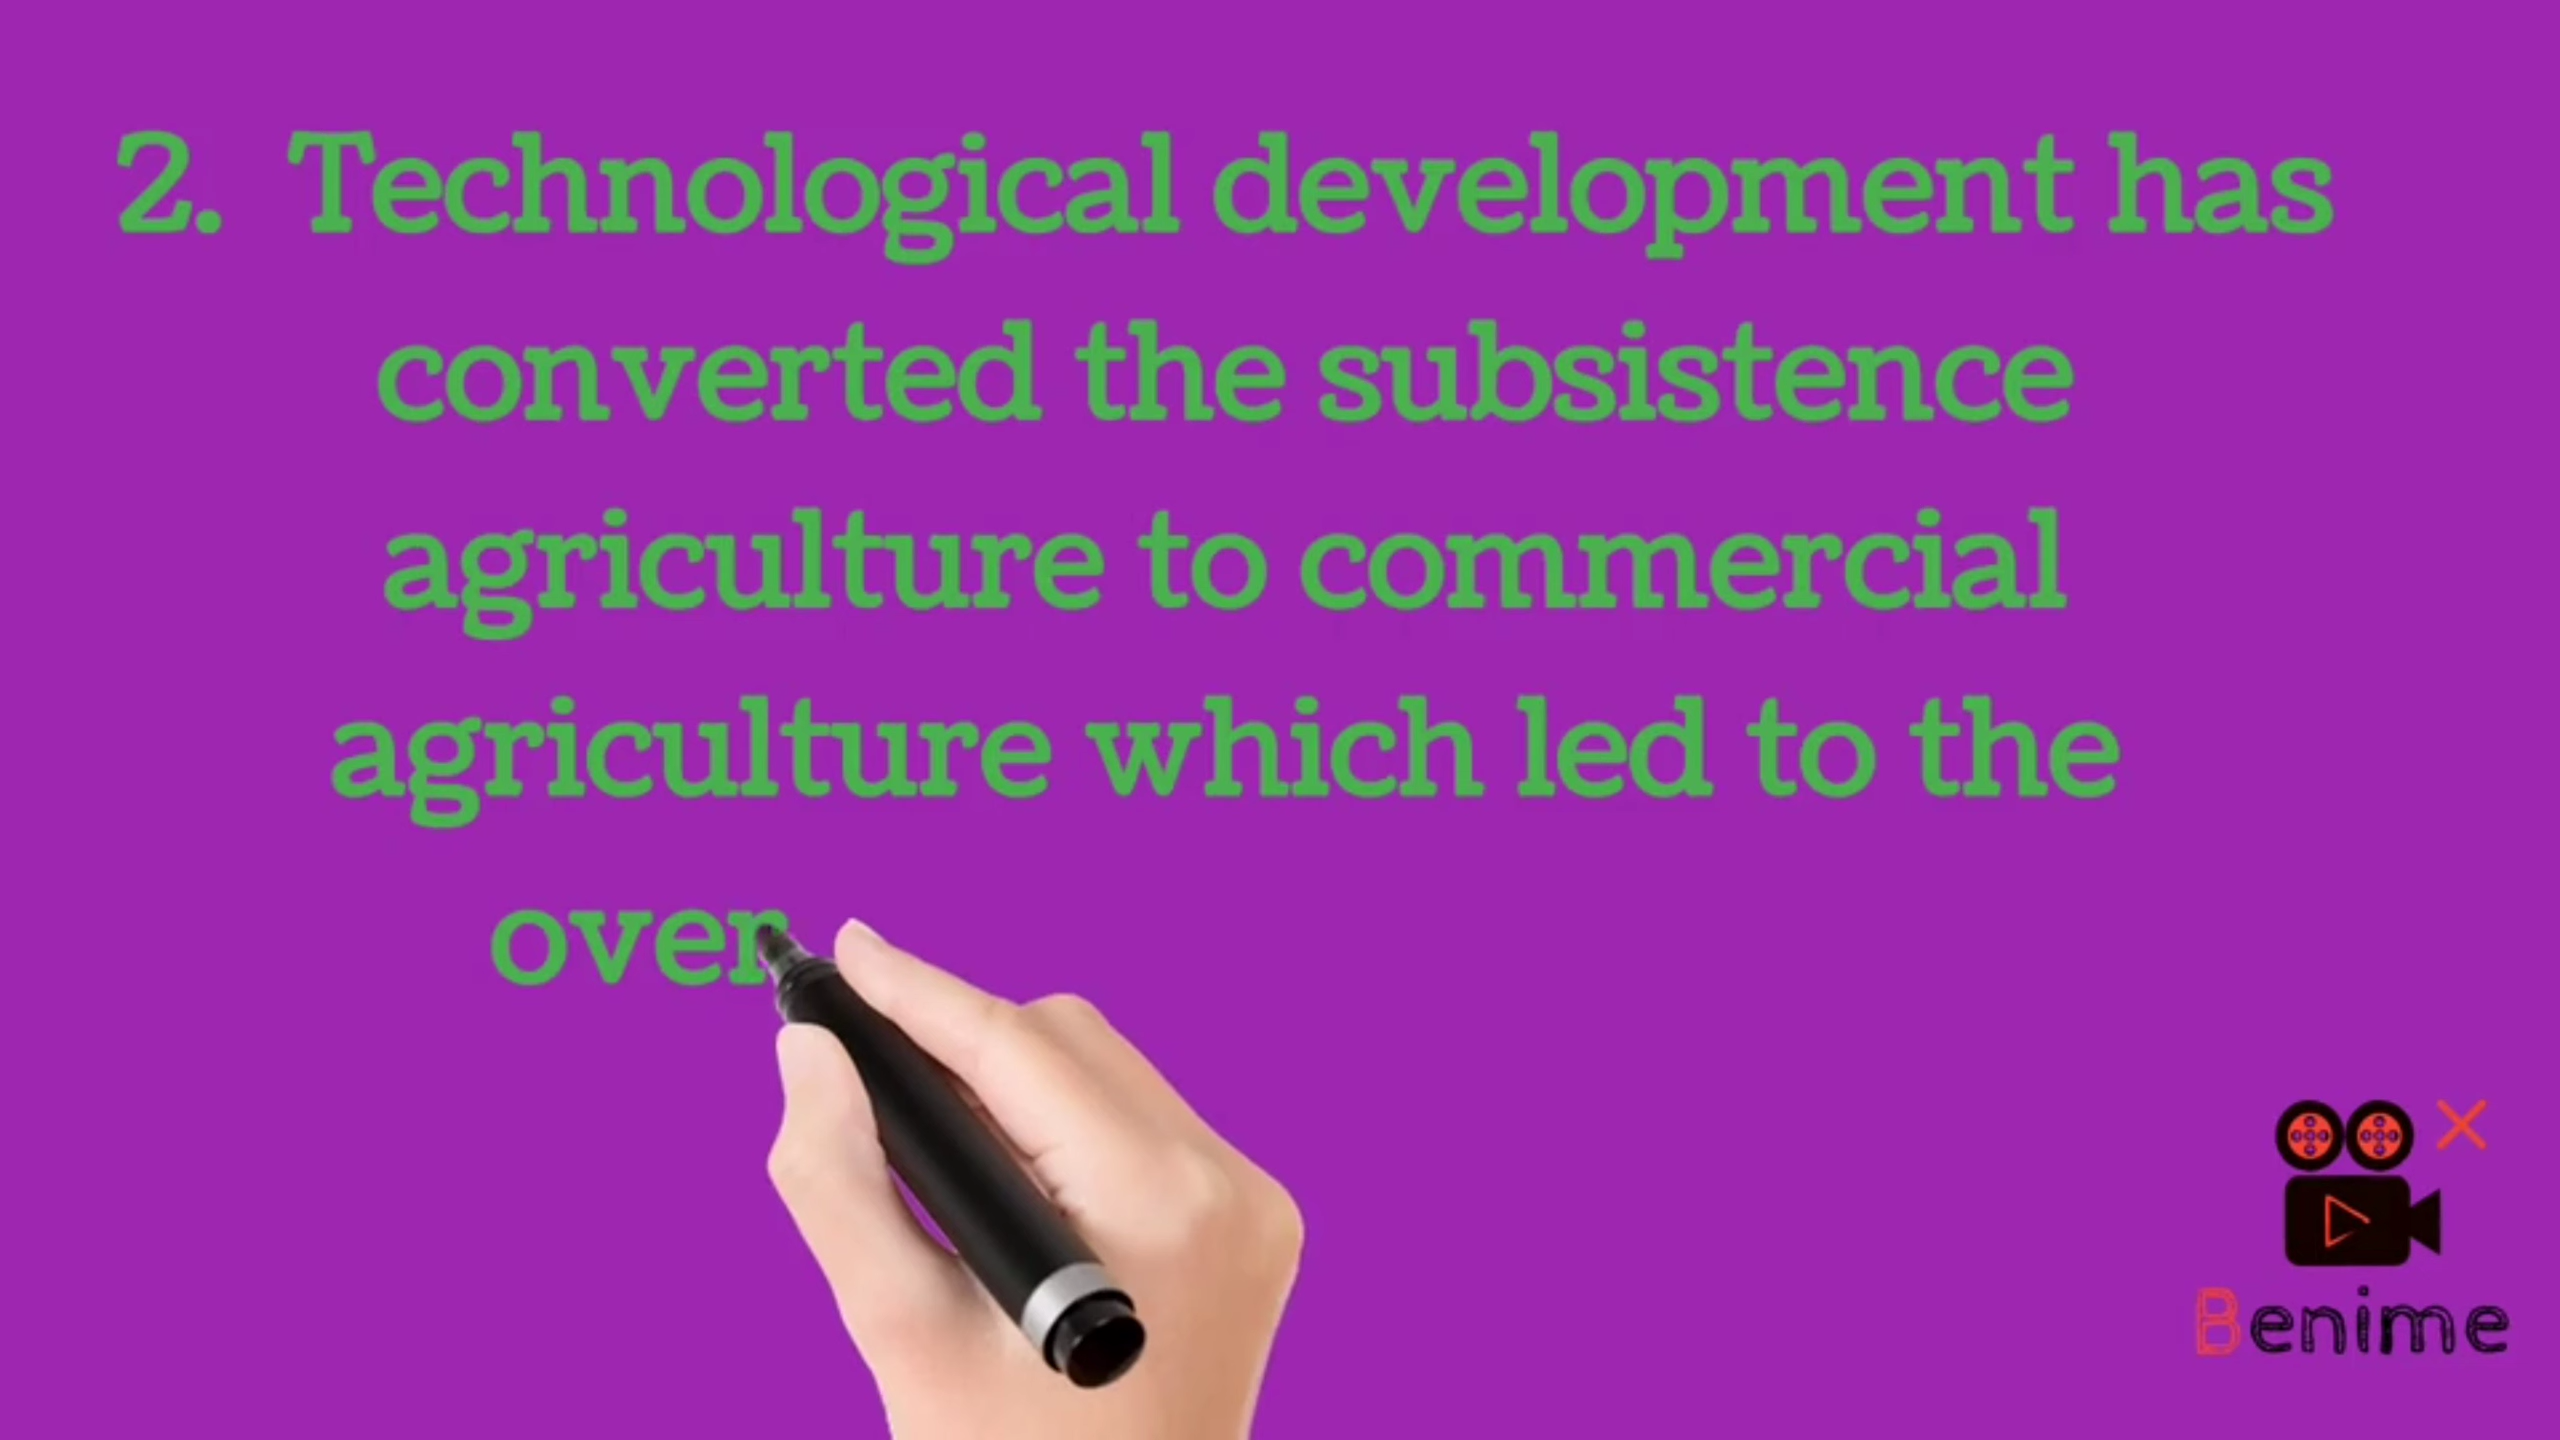 2. Technological development has
converted the subsistence
agriculture to commercial
agriculture which led to the
over
Benime